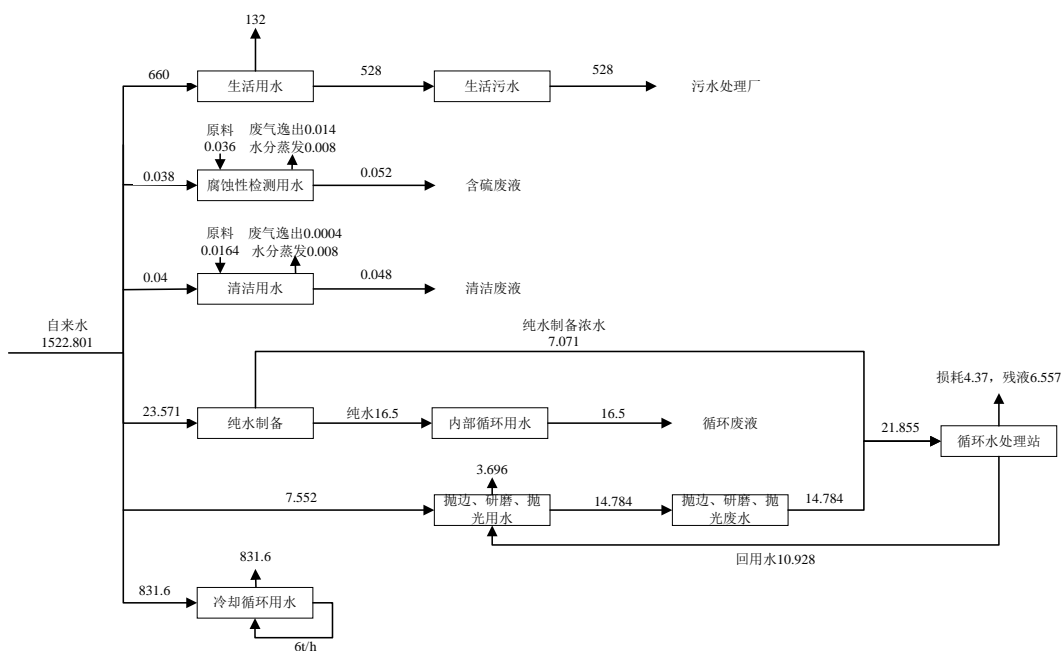 132
660
生活用水
528
生活污水
528
污水处理厂
原料
0.036
废气逸出0.014
水分蒸发0.008
0.038
腐蚀性检测用水
0.052
含硫废液
原料
0.0164
废气逸出0.0004
水分蒸发0.008
0.04
清洁用水
0.048
清洁废液
自来水
1522.801
纯水制备浓水
7.071
损耗4.37，残液6.557
23.571
纯水制备
纯水16.5
内部循环用水
16.5
循环废液
21.855
循环水处理站
3.696
7.552
抛边、研磨、抛
光用水
14.784
抛边、研磨、抛
光废水
14.784
回用水10.928
831.6
831.6
冷却循环用水
6t/h